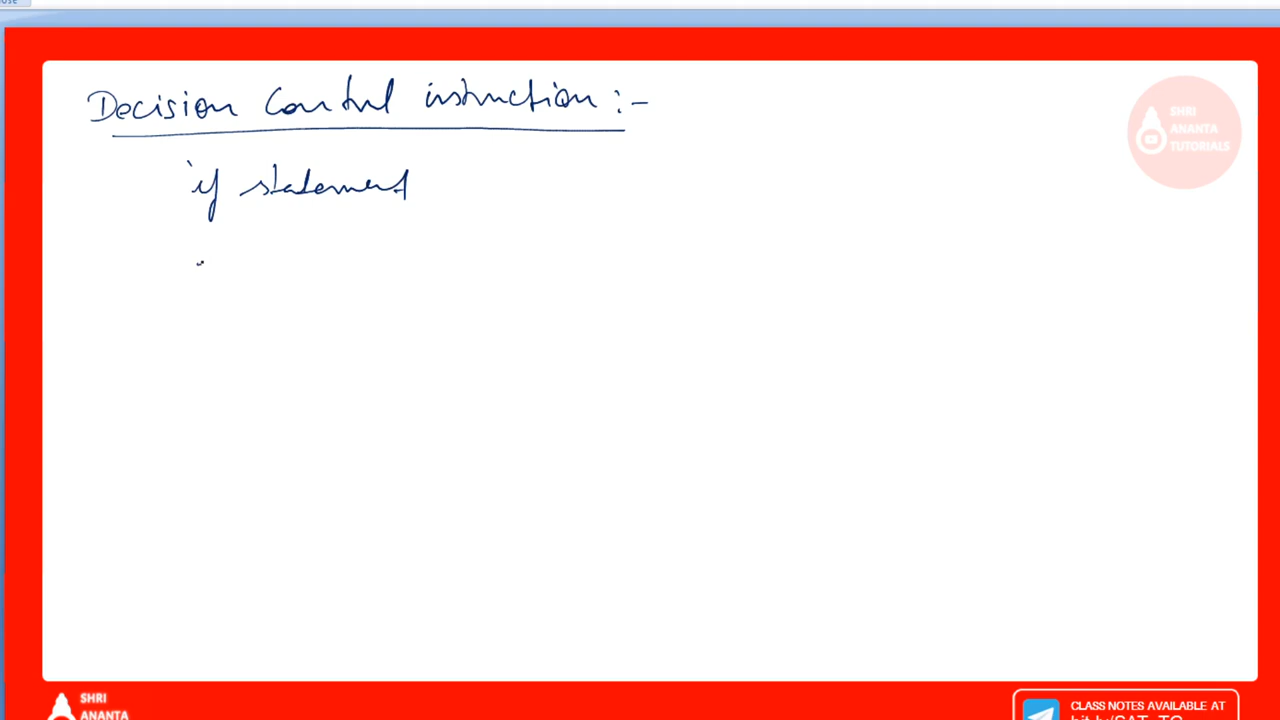 Decision Control instruction :-
if statement
SHRI
ANANTA
TUTORIALS
SHRI
ANANTA
CLASS NOTES AVAILABLE AT